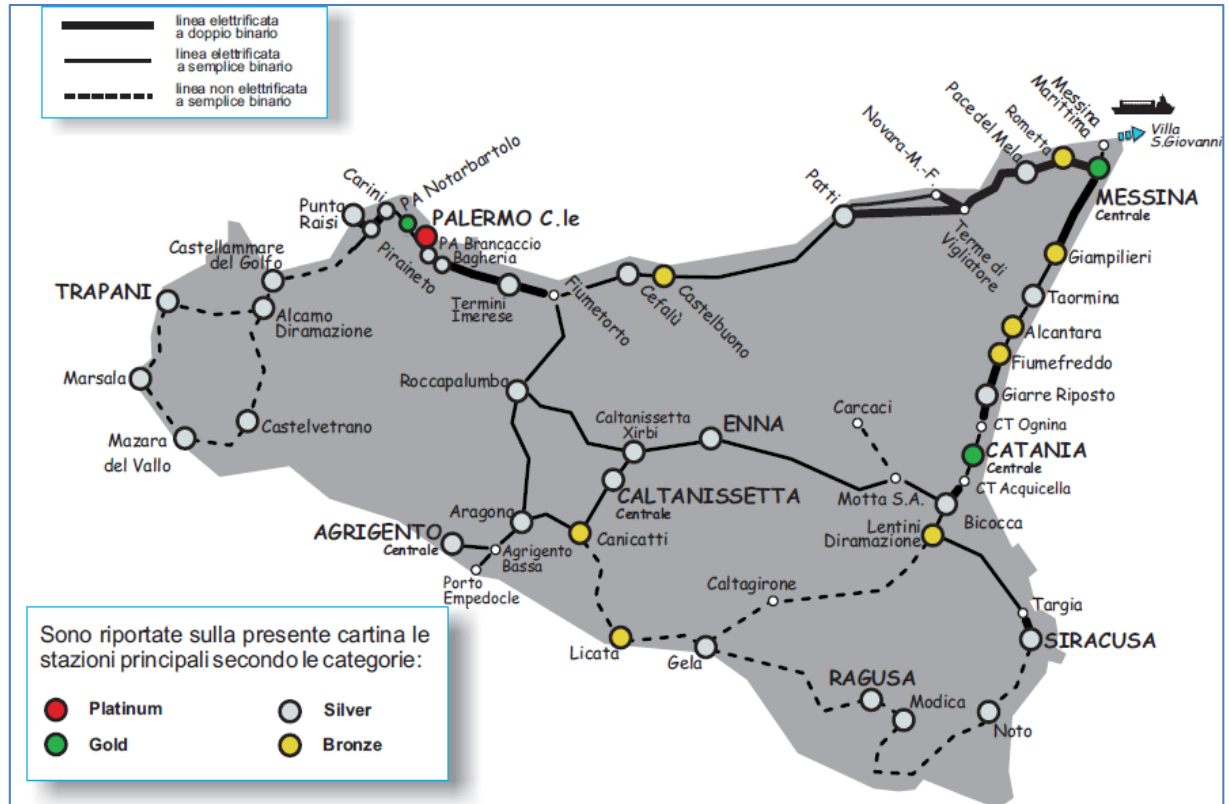 linea elettrificata
a doppio binario
linea elettrificata
a semplice binario
linea non elettrificata
a semplice binario
Messina
Marittima
Villa
S.Giovanni
Rometta
Pace del Mela
Novara-M.-F.
Patti
MESSINA
Centrale
Terme di
Vigliatore
PA Notarbartolo
Carini
Punta
Raisi
PALERMO C.le
PA Brancaccio
Bagheria
Piraineto
Castellammare
del Golfo
TRAPANI
Alcamo
Diramazione
Termini
Imerese
Fiumetorto
Cefalù
Castelbuono
Giampilieri
Taormina
Alcantara
Fiumefreddo
Giarre Riposto
CT Ognina
CATANIA
Centrale
CT Acquicella
Marsala
Mazara
del Vallo
Castelvetrano
Roccapalumba
Caltanissetta
Xirbi
ENNA
Carcaci
Motta S.A.
Bicocca
CALTANISSETTA
Centrale
Aragona
Canicatti
AGRIGENTO
Centrale
Agrigento
Bassa
Porto
Empedocle
Lentini
Diramazione
Caltagirone
Targia
SIRACUSA
Licata
Gela
RAGUSA
Modica
Noto
Sono riportate sulla presente cartina le
stazioni principali secondo le categorie:
Platinum
Silver
Gold
Bronze